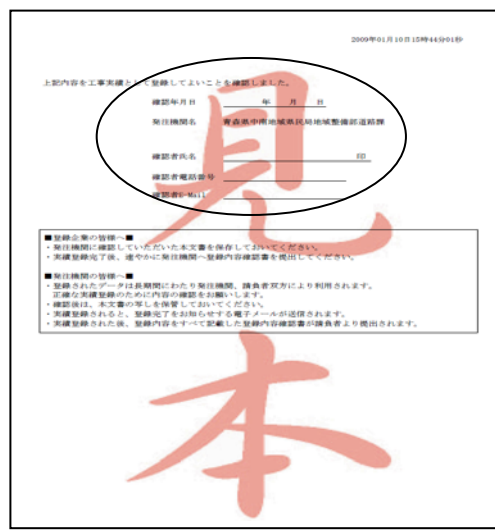 2009年01月10日15時44分01秒
上記内容を工事実績として登録してよいことを確認しました。
確認年月日 年 月 日
発注機関名 青森県中南地域県民局地域整備部道路課
確認者氏名 印
確認者電話番号
確認者E-Mail
■登録企業の皆様へ■
・発注機関に確認していただいた本文書を保存しておいてください。
・実績登録完了後、速やかに発注機関へ登録内容確認書を提出してください。
■発注機関の皆様へ■
・登録されたデータは長期間にわたり発注機関、請負者双方により利用されます。
正確な実績登録のために内容の確認をお願いします。
・確認後は、本文書の写しを保管しておいてください。
・実績登録されると、登録完了をお知らせする電子メールが送信されます。
・実績登録された後、登録内容をすべて記載した登録内容確認書が請負者より提出されます。
見本